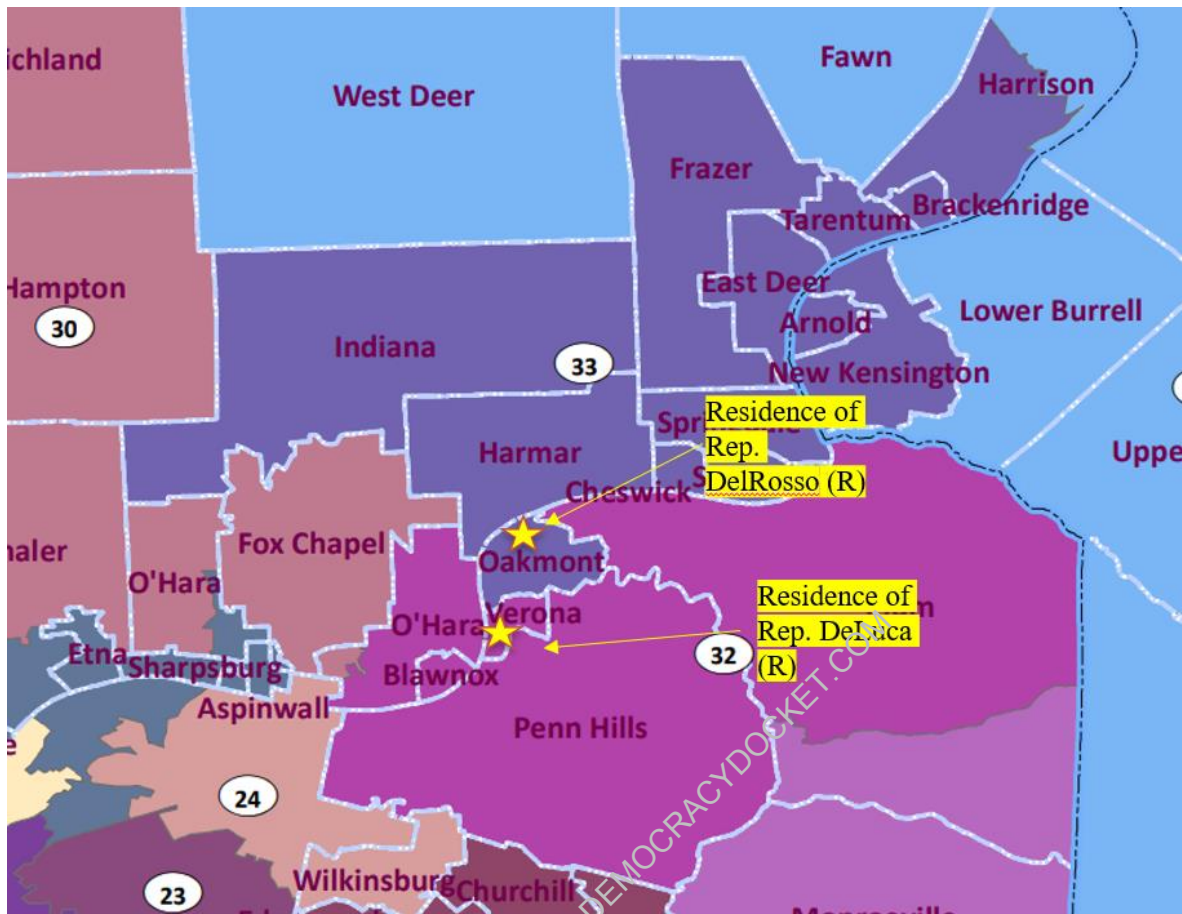 ichland
West Deer
Fawn
Harrison
Frazer
Brackenridge
Tarentum
Hampton
30
East Deer
Lower Burrell
Arnold
Indiana
33
New Kensington
Residence of
Rep.
DelRosso (R)
Harmar
Cheswick
Uppe
Fox Chapel
haler
O'Hara
Oakmont
Residence of
Rep. DeLuca
(R)
Verona
O'Hara
32
Etna
Sharpsburg
Blawnox
Aspinwall
Penn Hills
DEMOCRACYDOCKET.COM
24
23
Wilkinsburg
Churchill
Monroeville